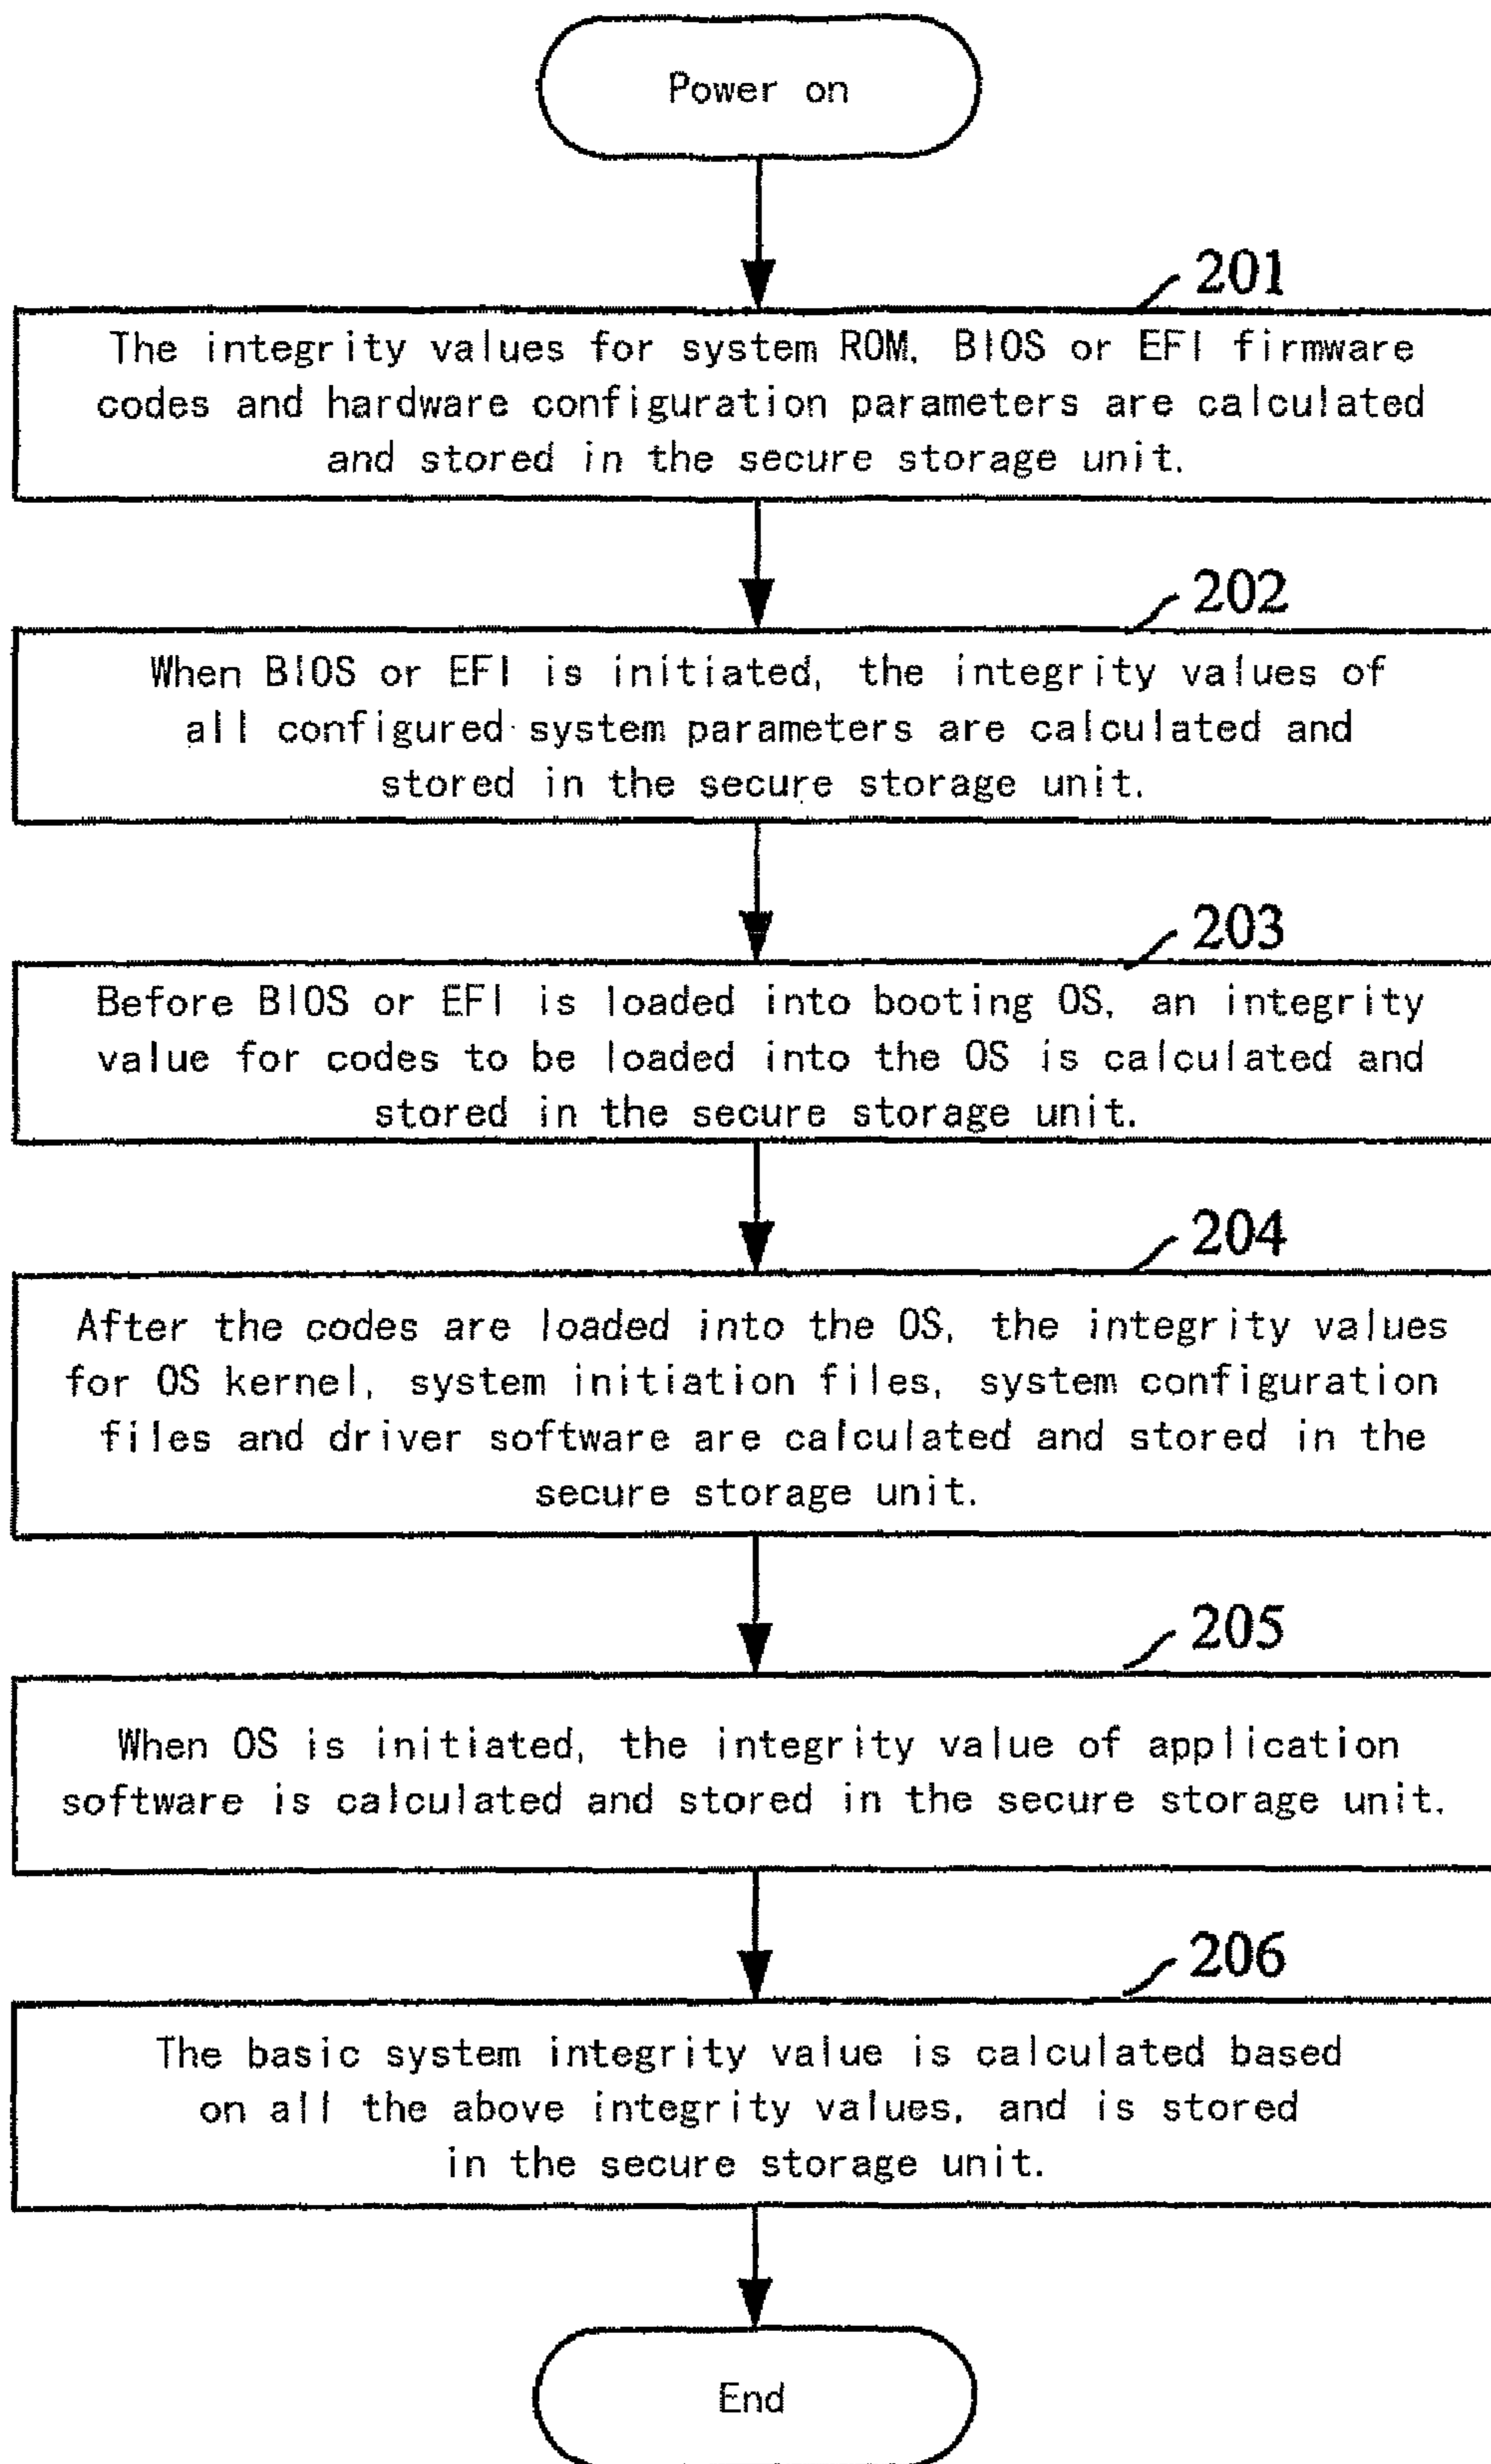 Power on
201
The integrity values for system ROM, BIOS or EFI firmware
codes and hardware configuration parameters are calculated
and stored in the secure storage unit.
202
When BIOS or EFI is initiated, the integrity values of
all configured system parameters are calculated and
stored in the secure storage unit.
203
Before BIOS or EFI is loaded into booting OS, an integrity
value for codes to be loaded into the OS is calculated and
stored in the secure storage unit.
204
After the codes are loaded into the OS, the integrity values
for OS kernel, system initiation files, system configuration
files and driver software are calculated and stored in the
secure storage unit.
205
When OS is initiated, the integrity value of application
software is calculated and stored in the secure storage unit.
206
The basic system integrity value is calculated based
on all the above integrity values, and is stored
in the secure storage unit.
End